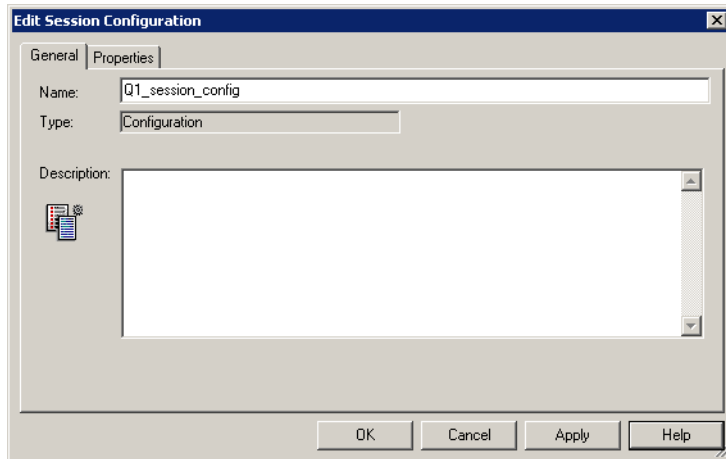 Edit Session Configuration
General
Properties
Name:
Q1_session_config
Type:
Configuration
Description:
OK
Cancel
Apply
Help